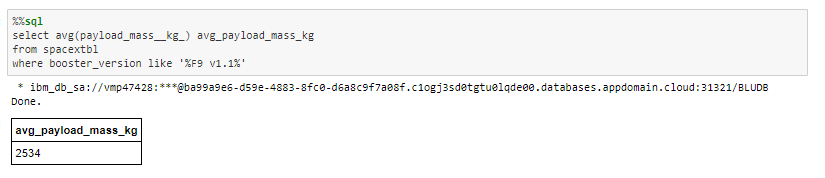 %%sql
select avg(payload_mass__kg_) avg_payload_mass_kg
from spacextbl
where booster_version like '%F9 v1.1%'
* ibm_db_sa://vmp47428:***@ba99a9e6-d59e-4883-8fc0-d6a8c9f7a08f.c1ogj3sd0tgtu0lqde00.databases.appdomain.cloud:31321/BLUDB
Done.
avg_payload_mass_kg
2534